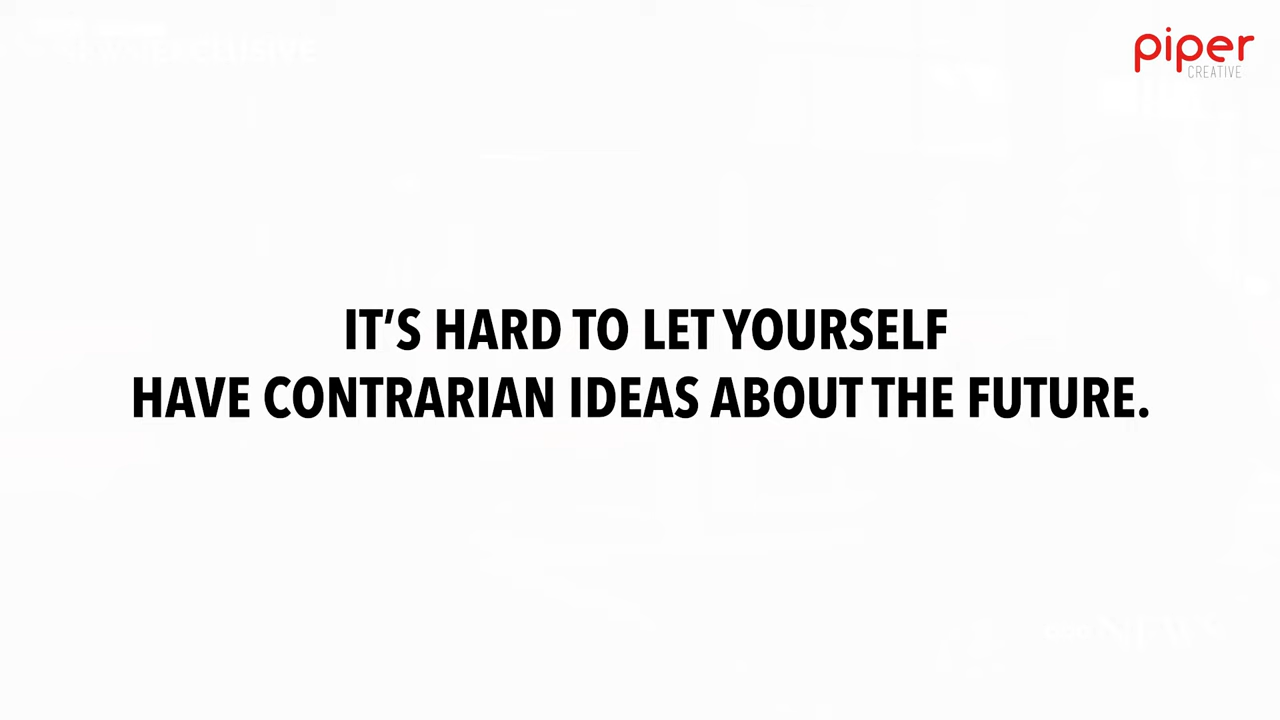 piper
CREATIVE
IT’S HARD TO LET YOURSELF
HAVE CONTRARIAN IDEAS ABOUT THE FUTURE.